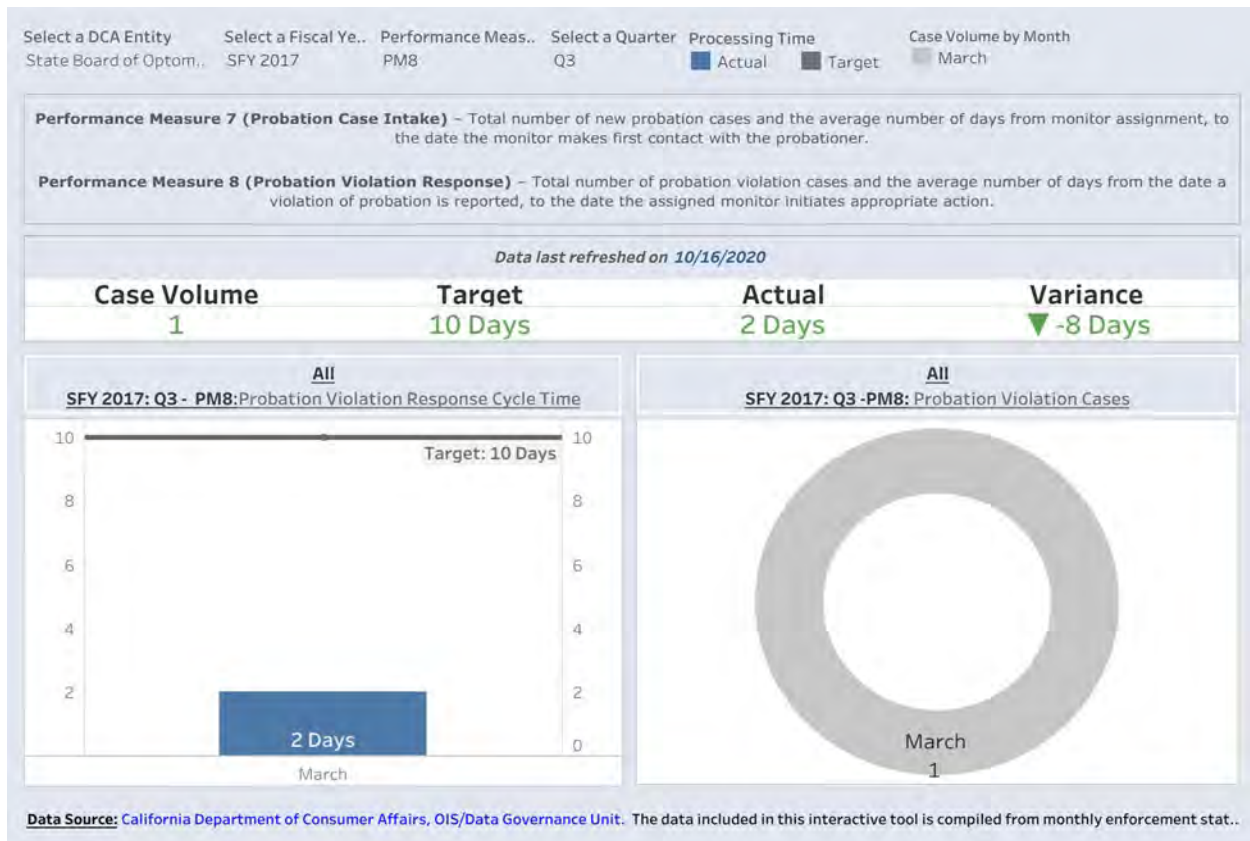 Select a DCA Entity Select a Fiscal Ye.. Performance Meas.. Select a Quarter Processing Time Case Volume by Month
State Board of Optom.. SFY 2017 PM8 Q3 Actual Target March
Performance Measure 7 (Probation Case Intake) – Total number of new probation cases and the average number of days from monitor assignment, to
the date the monitor makes first contact with the probationer.
Performance Measure 8 (Probation Violation Response) – Total number of probation violation cases and the average number of days from the date a
violation of probation is reported, to the date the assigned monitor initiates appropriate action.
Data last refreshed on 10/16/2020
Case Volume Target Actual Variance
1 10 Days 2 Days ▼ -8 Days
All
SFY 2017: Q3 - PM8:Probation Violation Response Cycle Time
10 10
Target: 10 Days
8 8
6 6
4 4
2 2
2 Days
0
March
All
SFY 2017: Q3 -PM8: Probation Violation Cases
March
1
Data Source: California Department of Consumer Affairs, OIS/Data Governance Unit. The data included in this interactive tool is compiled from monthly enforcement stat..